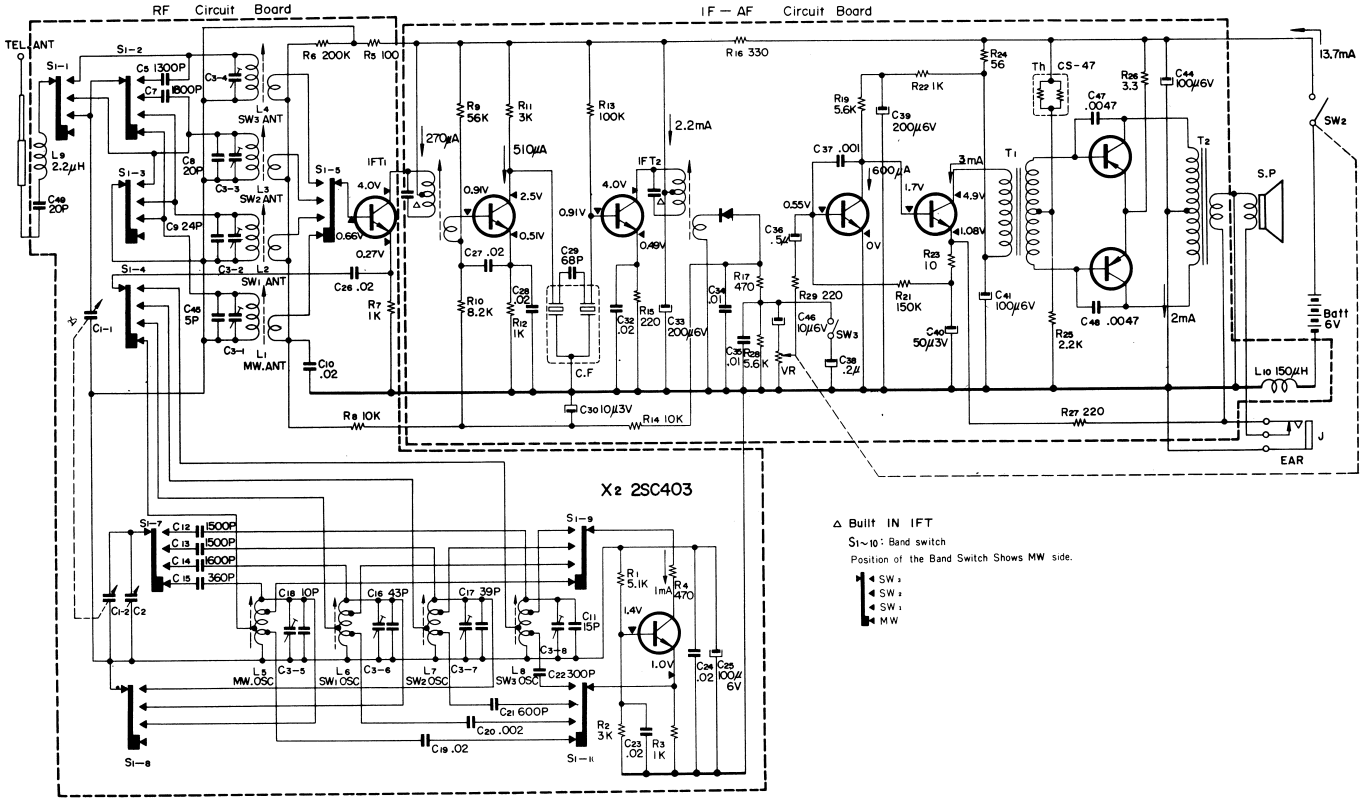 RF Circuit Board
IF-AF Circuit Board
TEL. ANT
S1-1
S1-2
C5 1300P
C7 1800P
C3-4
L4
SW3 ANT
R6 200K
R5 100
R16 330
13,7mA
SW2
L9
2.2μH
C49
20P
S1-3
C8
20P
C3-3
L3
SW2 ANT
S1-5
C9 24P
C3-2
L2
SW1 ANT
S1-4
C1-1
C45
5P
C3-1
L1
MW. ANT
C10
.02
C26 .02
R7
1K
R8 10K
IFT1
4.0V
0.66V
0.27V
270μA
R9
56K
R11
3K
510μA
0.91V
2.5V
0.51V
C27 .02
R10
8.2K
C28
.02
R12
1K
C29
68P
C.F
C30 10μ3V
R13
100K
0.91V
4.0V
0.49V
IFT2
2.2mA
C32
.02
R15
220
C33
200μ6V
R14 10K
C34
.01
R17
470
C35
.01
R28
5.6K
C46
10μ6V
VR
C36
.5μ
R29 220
SW3
C38
.2μ
R19
5.6K
C39
200μ6V
R22 1K
C37 .001
0.55V
0V
600μA
1.7V
3mA
4.9V
1.08V
R23
10
R21
150K
C40
50μ3V
R24
56
T1
C41
100μ6V
Th
CS-47
R25
2.2K
C47
.0047
C48 .0047
R26
3.3
C44
100μ6V
2mA
T2
S.P
Batt
6V
L10 150μH
R27 220
J
EAR
X2 2SC403
S1-7
C12 1500P
C13 1500P
C14 1600P
C15 360P
C1-2
C2
S1-8
C18 10P
L5
MW.OSC
C3-5
C16 43P
L6
SW1 OSC
C3-6
C17 39P
L7
SW2 OSC
C3-7
L8
SW3 OSC
C3-8
C11
15P
C22 300P
C21 600P
C20 .002
C19 .02
S1-9
S1-11
R1
5.1K
1mA
R4
470
1.4V
1.0V
R2
3K
C23
.02
R3
1K
C24
.02
C25
100μ
6V
△ Built IN IFT
S1~10: Band switch
Position of the Band Switch Shows MW side.
SW3
SW2
SW1
MW